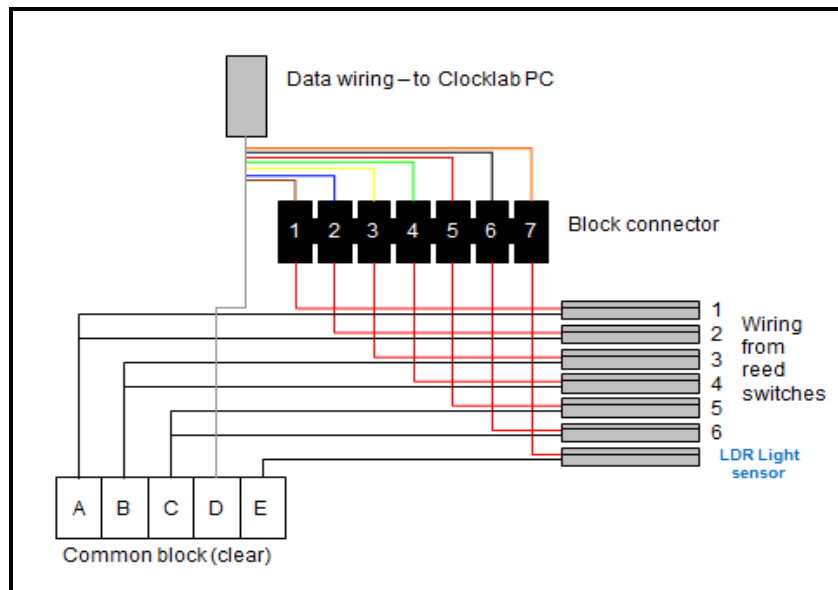 Data wiring – to Clocklab PC
1 2 3 4 5 6 7
Block connector
1
2
3
4
5
6
Wiring
from
reed
switches
LDR Light
sensor
A B C D E
Common block (clear)